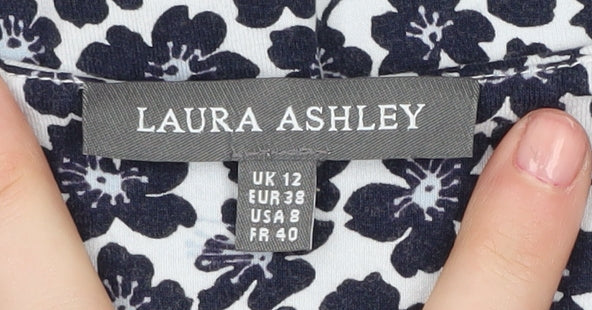 LAURA ASHLEY
UK 12
EUR 38
USA 8
FR 40